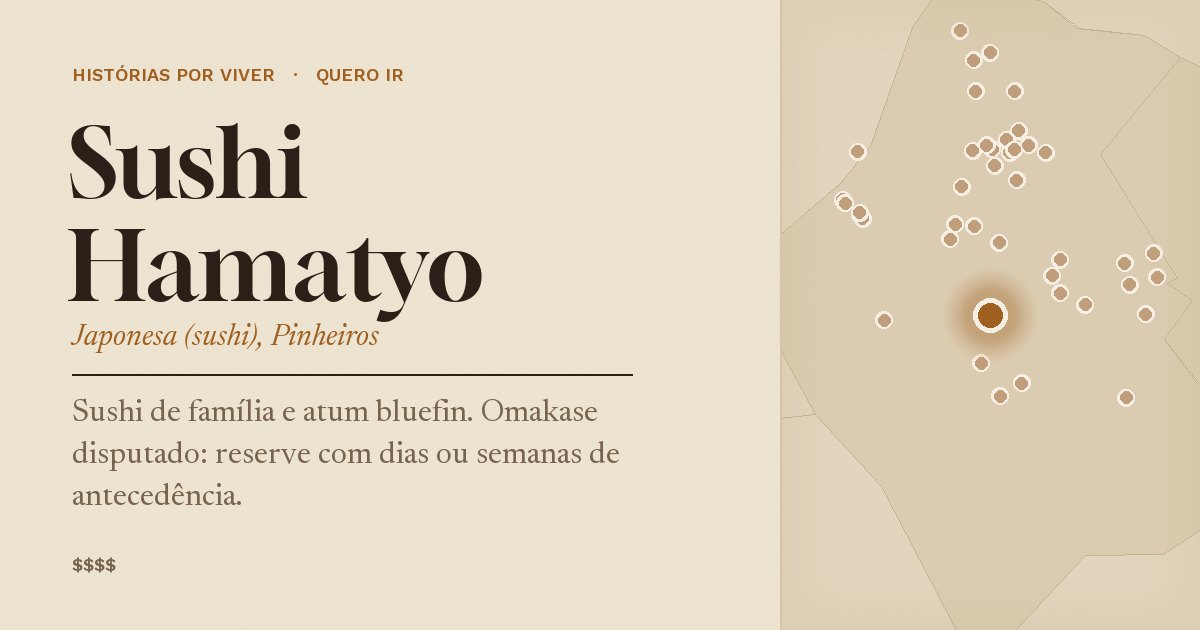 HISTÓRIAS POR VIVER · QUERO IR
Sushi
Hamatyo
Japonesa (sushi), Pinheiros
Sushi de família e atum bluefin. Omakase
disputado: reserve com dias ou semanas de
antecedência.
$$$$